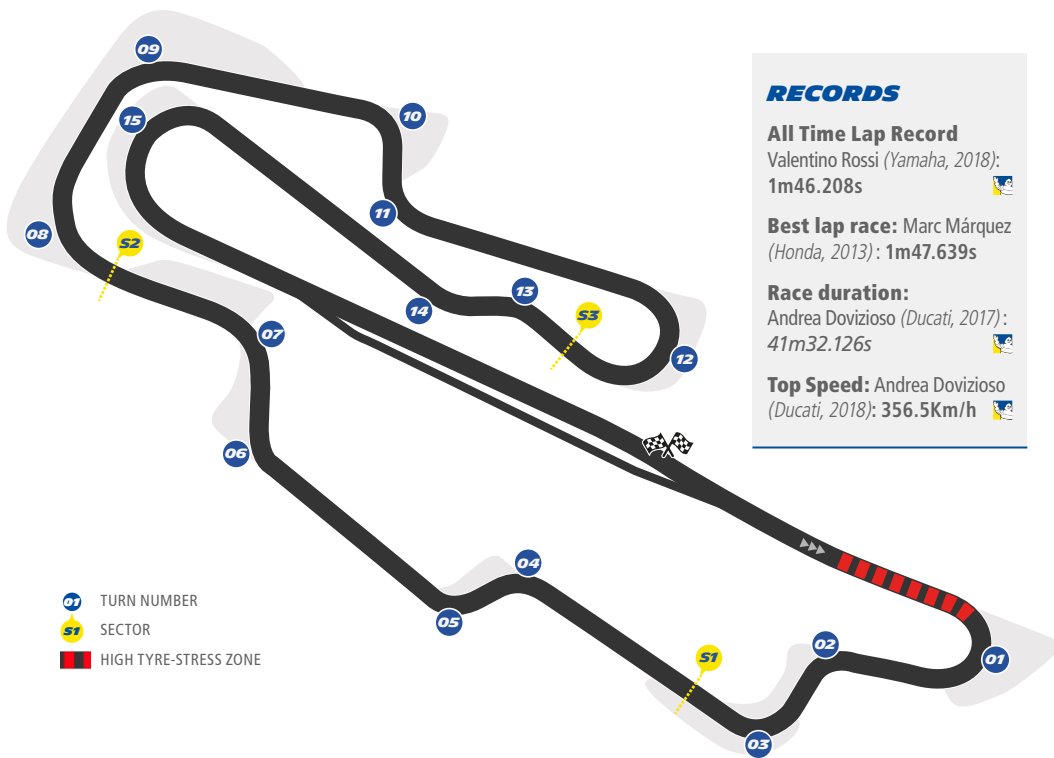 RECORDS
All Time Lap Record
Valentino Rossi (Yamaha, 2018):
1m46.208s
Best lap race: Marc Márquez
(Honda, 2013) : 1m47.639s
Race duration:
Andrea Dovizioso (Ducati, 2017) :
41m32.126s
Top Speed: Andrea Dovizioso
(Ducati, 2018): 356.5Km/h
09
10
15
11
08
S2
13
14
S3
07
12
06
04
05
02
S1
01
03
01 TURN NUMBER
S1 SECTOR
HIGH TYRE-STRESS ZONE